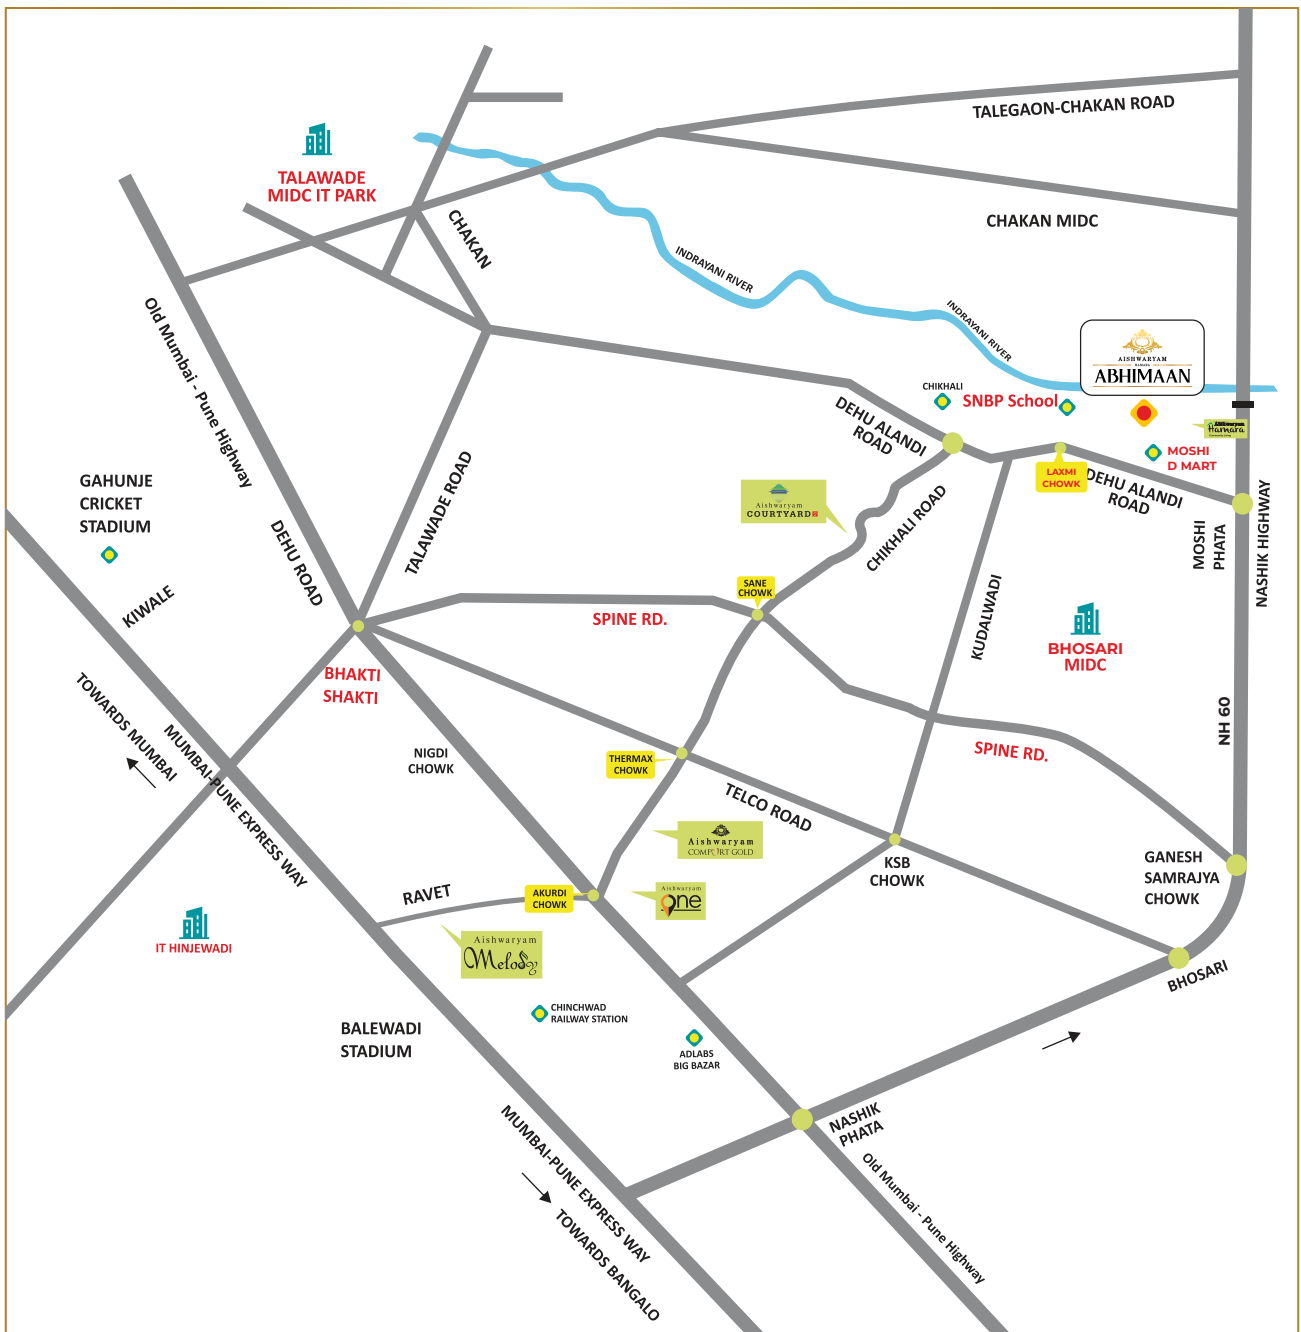 TALEGAON-CHAKAN ROAD
TALAWADE
MIDC IT PARK
CHAKAN
CHAKAN MIDC
INDRAYANI RIVER
INDRAYANI RIVER
Old Mumbai - Pune Highway
AISHWARYAM
HAMARA
ABHIMAAN
CHIKHALI
SNBP School
DEHU ALANDI
ROAD
Aishwaryam
Hamara
MOSHI
D MART
LAXMI
CHOWK
DEHU ALANDI
ROAD
GAHUNJE
CRICKET
STADIUM
TALAWADE ROAD
Aishwaryam
COURTYARD 2
CHIKHALI ROAD
MOSHI
PHATA
NASHIK HIGHWAY
DEHU ROAD
KIWALE
SANE
CHOWK
SPINE RD.
KUDALWADI
BHOSARI
MIDC
BHAKTI
SHAKTI
TOWARDS MUMBAI
MUMBAI-PUNE EXPRESS WAY
NIGDI
CHOWK
THERMAX
CHOWK
SPINE RD.
NH 60
TELCO ROAD
Aishwaryam
COMFORT GOLD
KSB
CHOWK
GANESH
SAMRAJYA
CHOWK
RAVET
AKURDI
CHOWK
Aishwaryam
one
IT HINJEWADI
Aishwaryam
Melody
BHOSARI
CHINCHWAD
RAILWAY STATION
BALEWADI
STADIUM
ADLABS
BIG BAZAR
NASHIK
PHATA
MUMBAI-PUNE EXPRESS WAY
Old Mumbai - Pune Highway
TOWARDS BANGALO